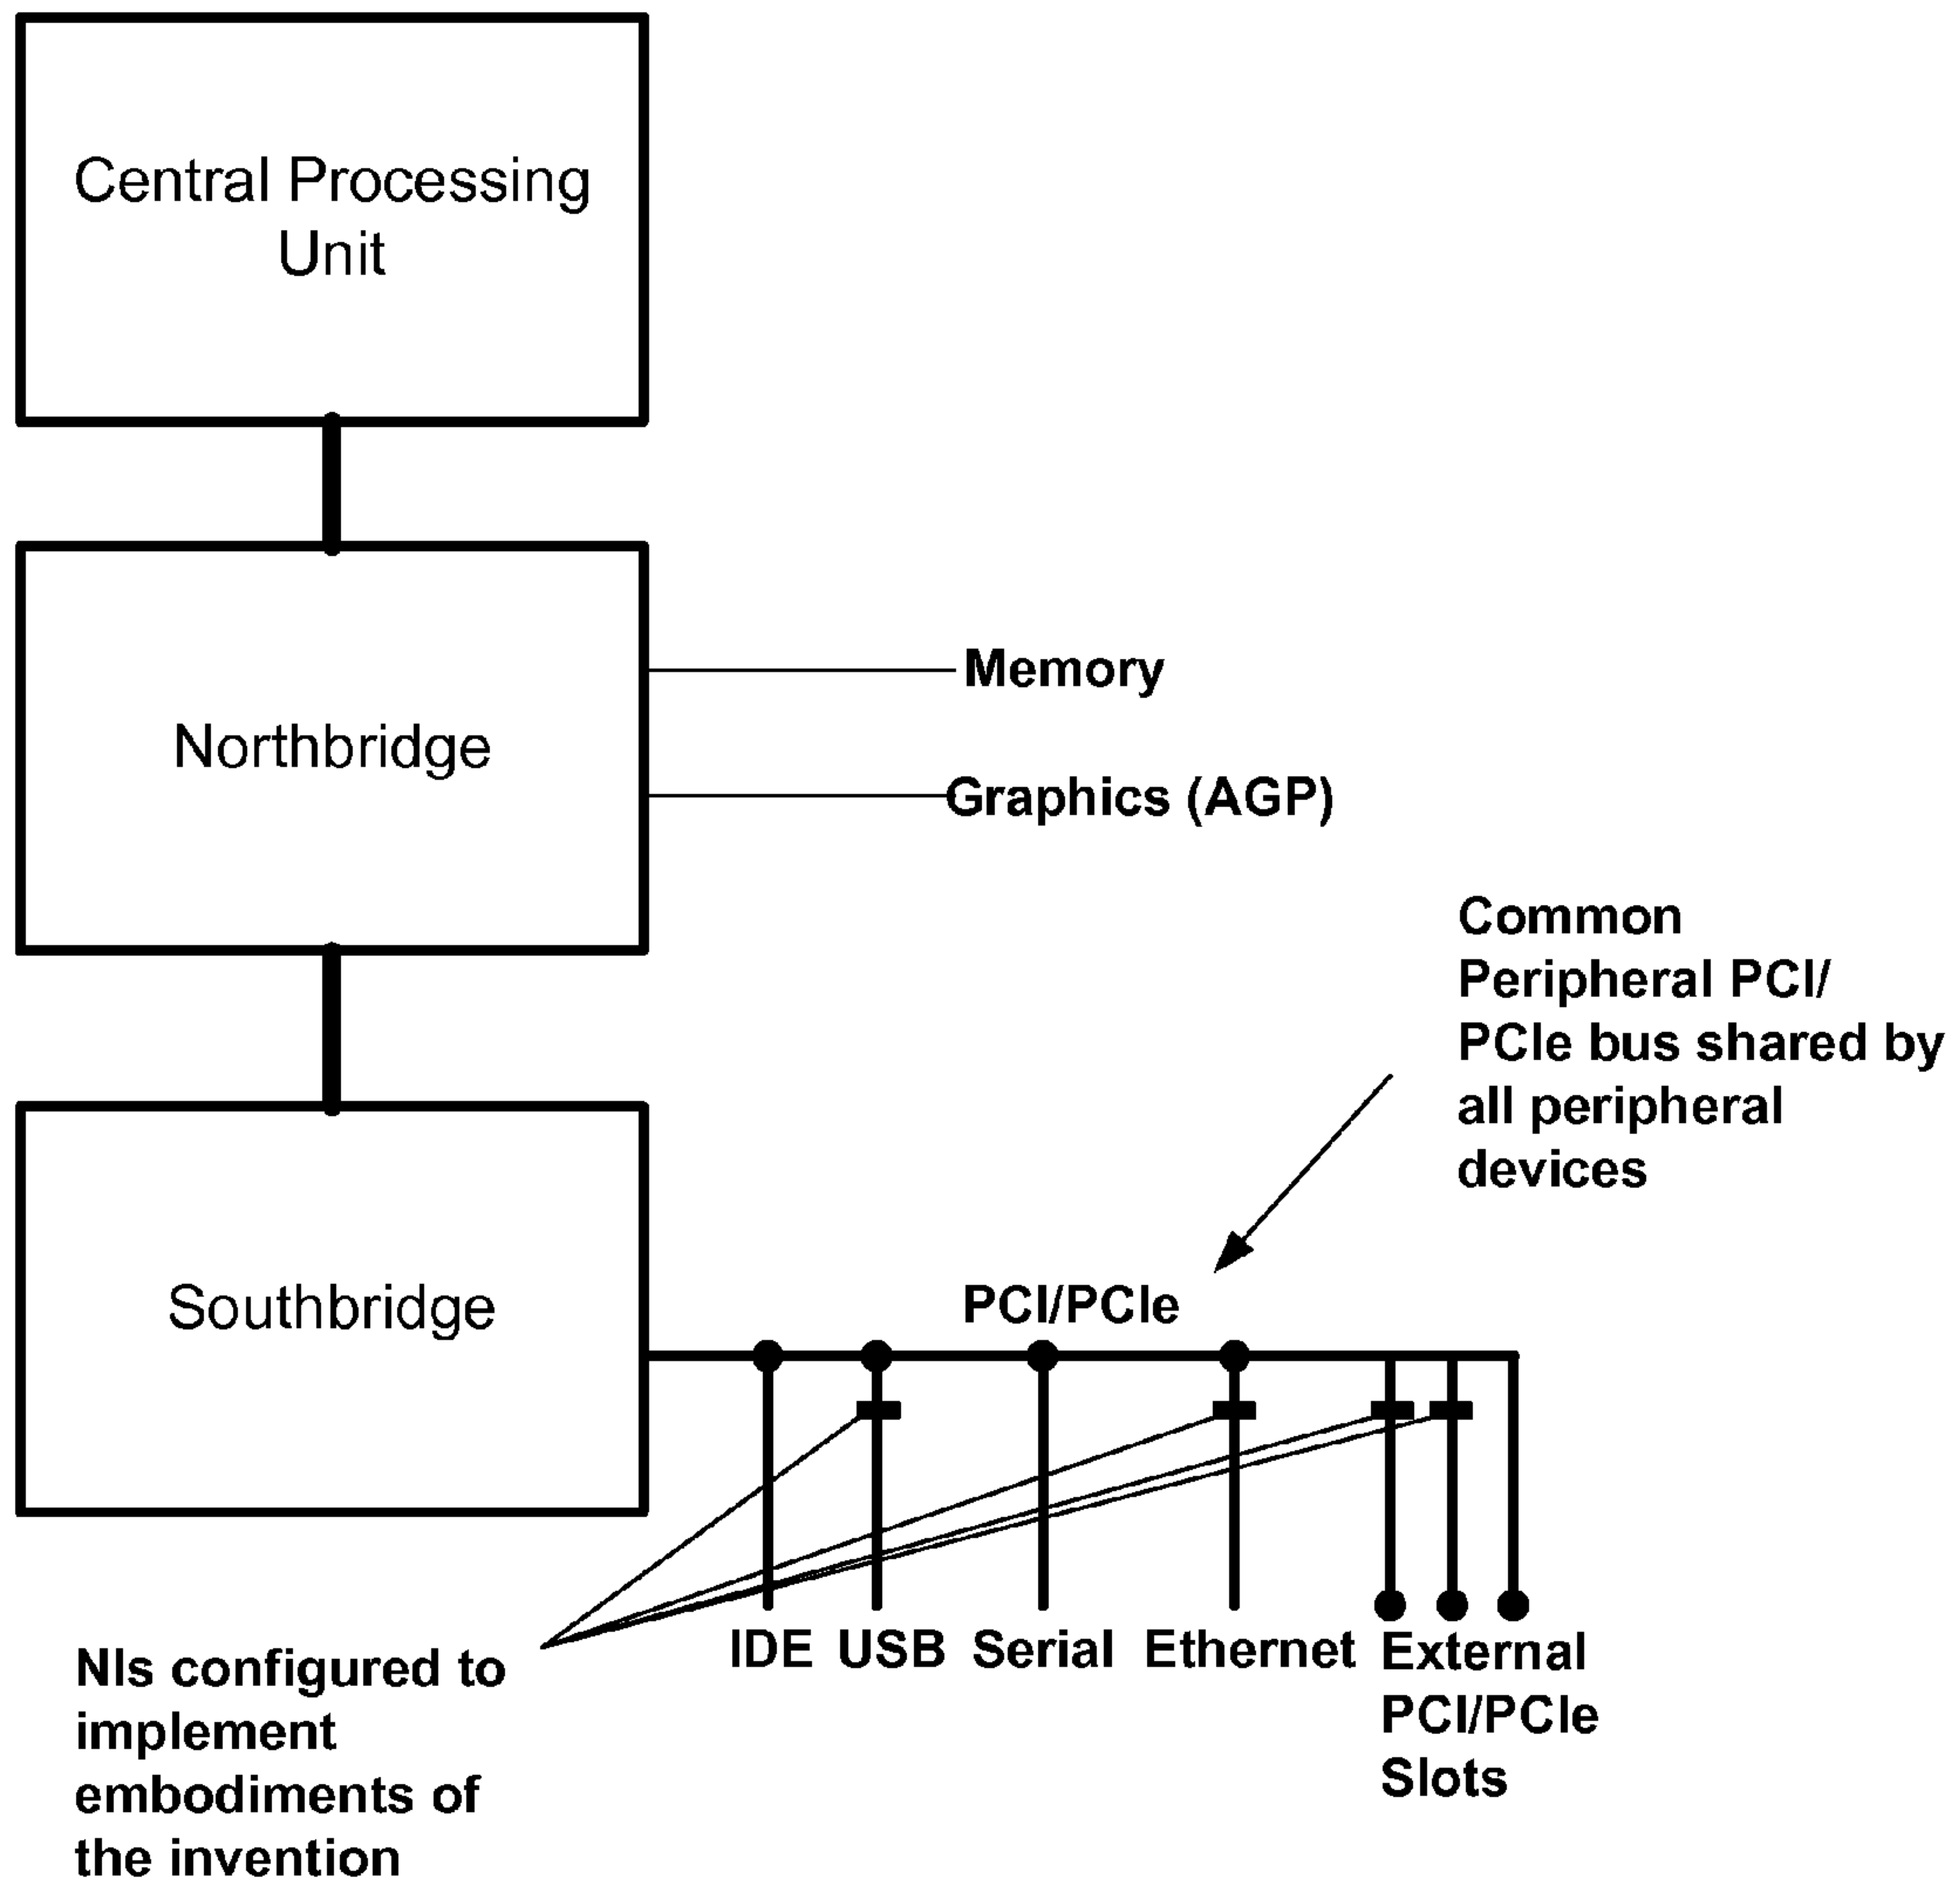 Central Processing
Unit
Northbridge
Memory
Graphics (AGP)
Common
Peripheral PCI/
PCIe bus shared by
all peripheral
devices
Southbridge
PCI/PCIe
IDE USB Serial Ethernet External
PCI/PCIe
Slots
NIs configured to
implement
embodiments of
the invention